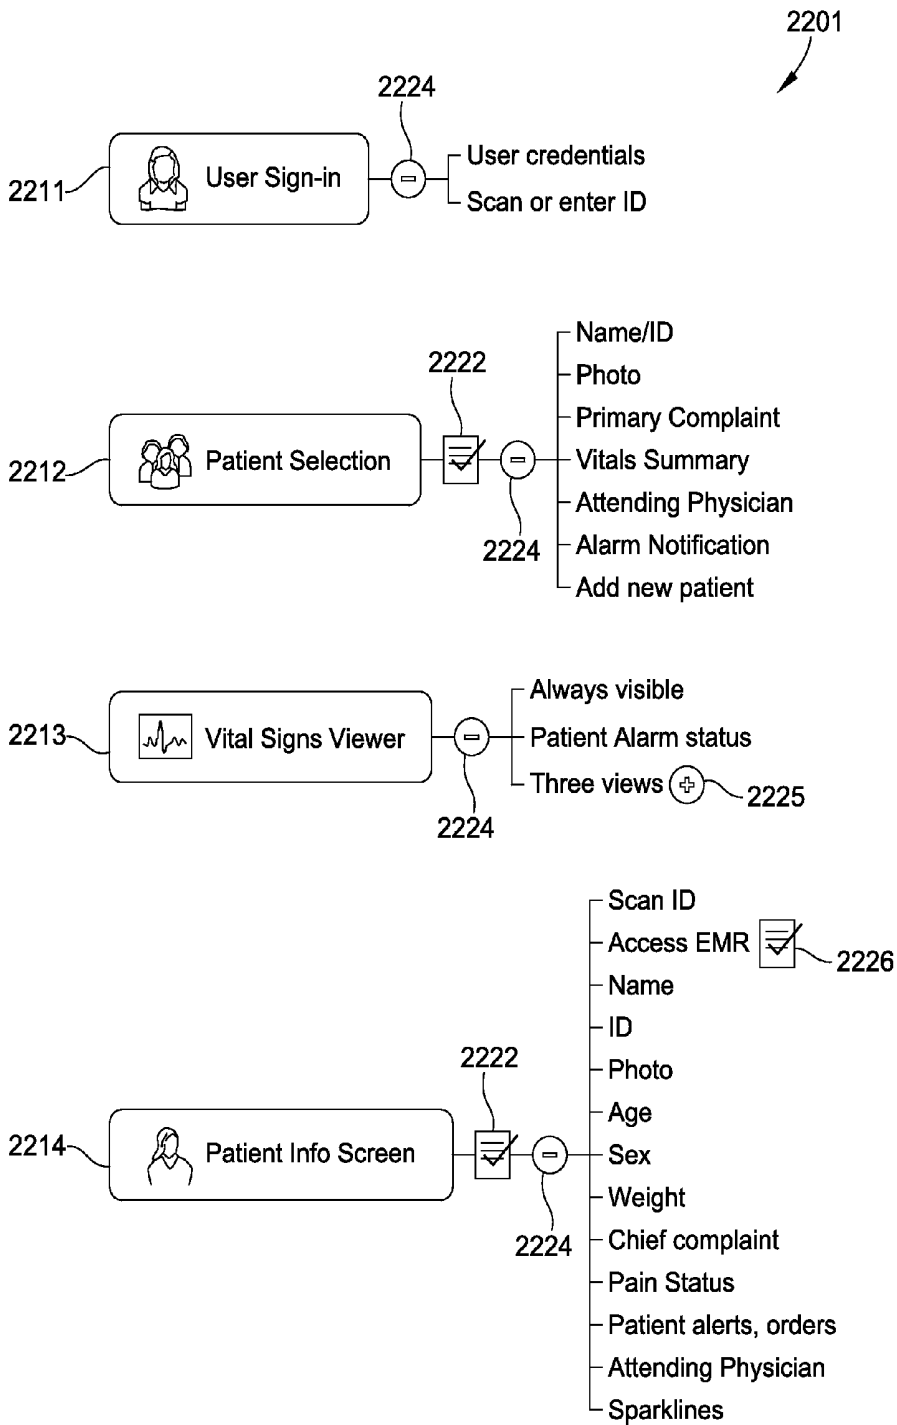 2201
2224
2211
User Sign-in
User credentials
Scan or enter ID
2222
2212
Patient Selection
2224
Name/ID
Photo
Primary Complaint
Vitals Summary
Attending Physician
Alarm Notification
Add new patient
2213
Vital Signs Viewer
2224
Always visible
Patient Alarm status
Three views
2225
2222
2214
Patient Info Screen
2224
Scan ID
Access EMR
2226
Name
ID
Photo
Age
Sex
Weight
Chief complaint
Pain Status
Patient alerts, orders
Attending Physician
Sparklines